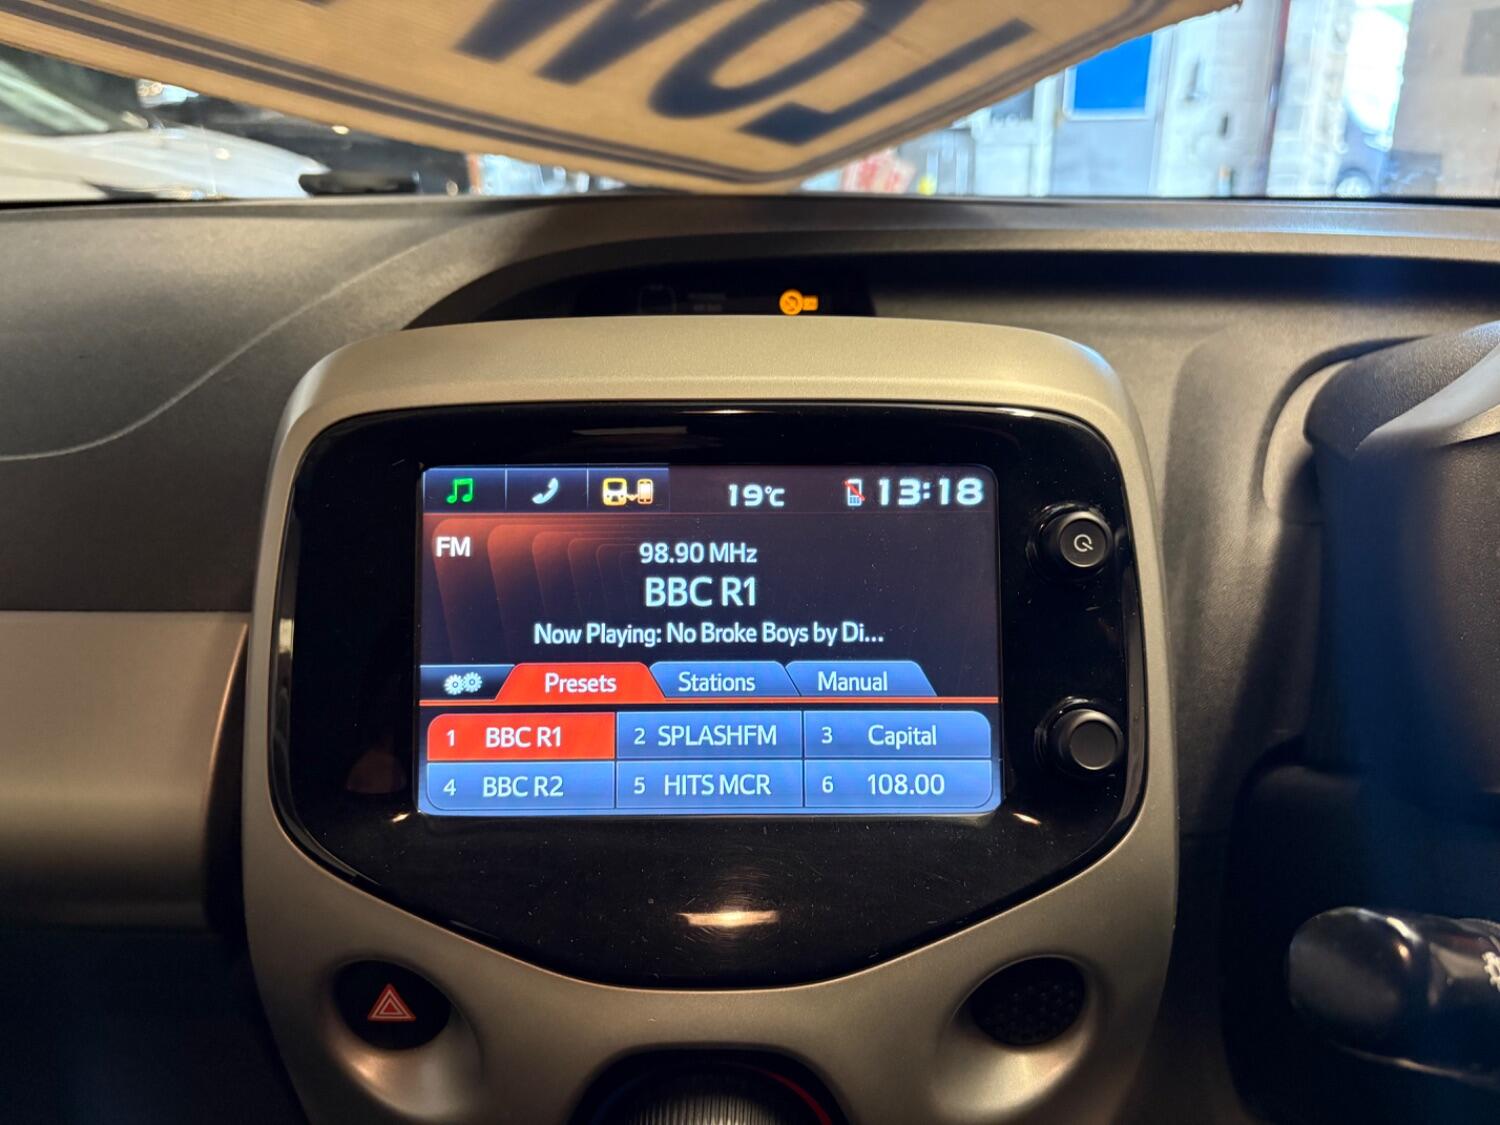 19°C
13:18
FM
98.90 MHz
BBC R1
Now Playing: No Broke Boys by Di...
Presets
Stations
Manual
1 BBC R1
2 SPLASHFM
3 Capital
4 BBC R2
5 HITS MCR
6 108.00